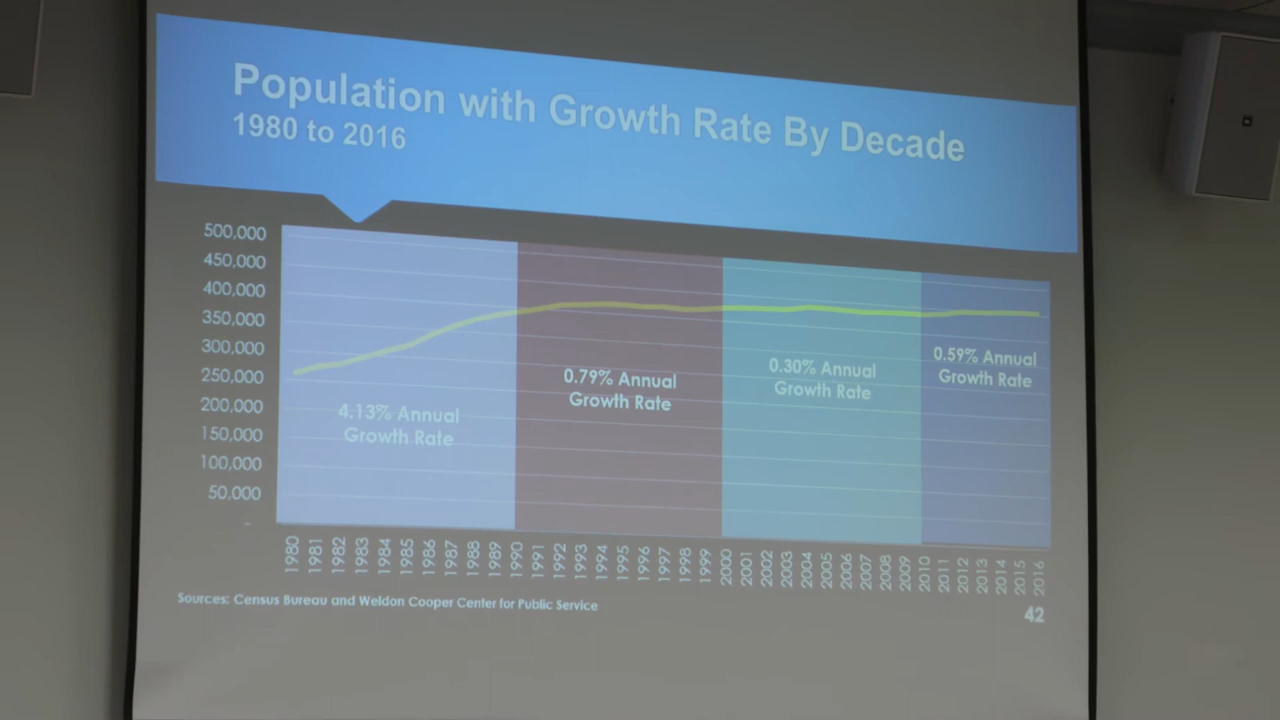 Population with Growth Rate By Decade
1980 to 2016
500,000
450,000
400,000
350,000
300,000
250,000
200,000
150,000
100,000
50,000
-
4.13% Annual
Growth Rate
0.79% Annual
Growth Rate
0.30% Annual
Growth Rate
0.59% Annual
Growth Rate
1980 1981 1982 1983 1984 1985 1986 1987 1988 1989 1990 1991 1992 1993 1994 1995 1996 1997 1998 1999 2000 2001 2002 2003 2004 2005 2006 2007 2008 2009 2010 2011 2012 2013 2014 2015 2016
Sources: Census Bureau and Weldon Cooper Center for Public Service
42